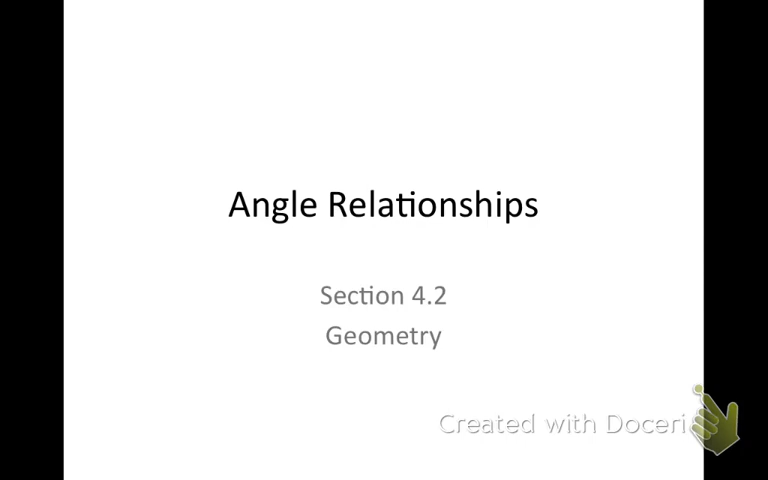 Angle Relationships
Section 4.2
Geometry
Created with Doceri